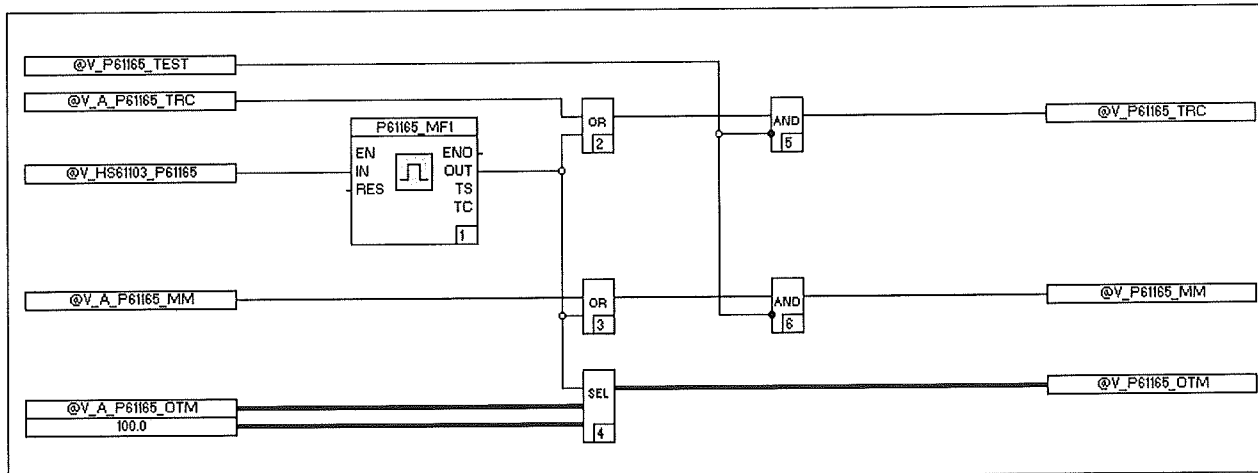 @V_P61165_TEST
@V_A_P61165_TRC
OR
2
AND
5
@V_P61165_TRC
P61165_MF1
EN ENO
IN OUT
RES TS
TC
1
@V_HS61103_P61165
@V_A_P61165_MM
OR
3
AND
6
@V_P61165_MM
SEL
4
@V_P61165_OTM
@V_A_P61165_OTM
100.0